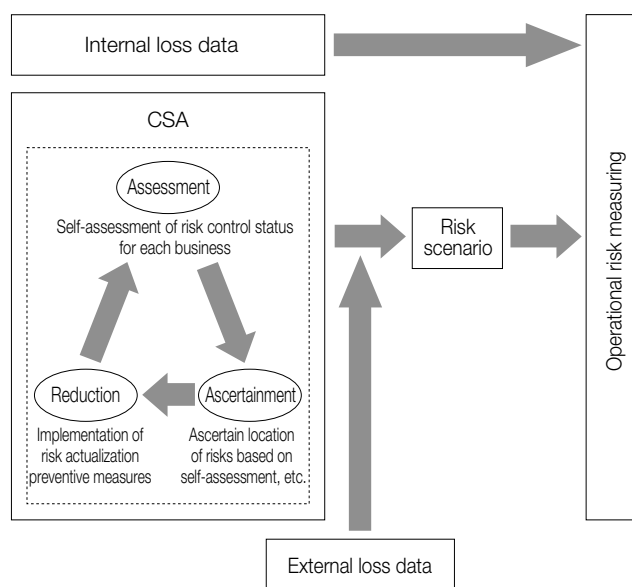 Internal loss data
CSA
Assessment
Self-assessment of risk control status
for each business
Reduction
Implementation of
risk actualization
preventive measures
Ascertainment
Ascertain location
of risks based on
self-assessment, etc.
Risk
scenario
External loss data
Operational risk measuring